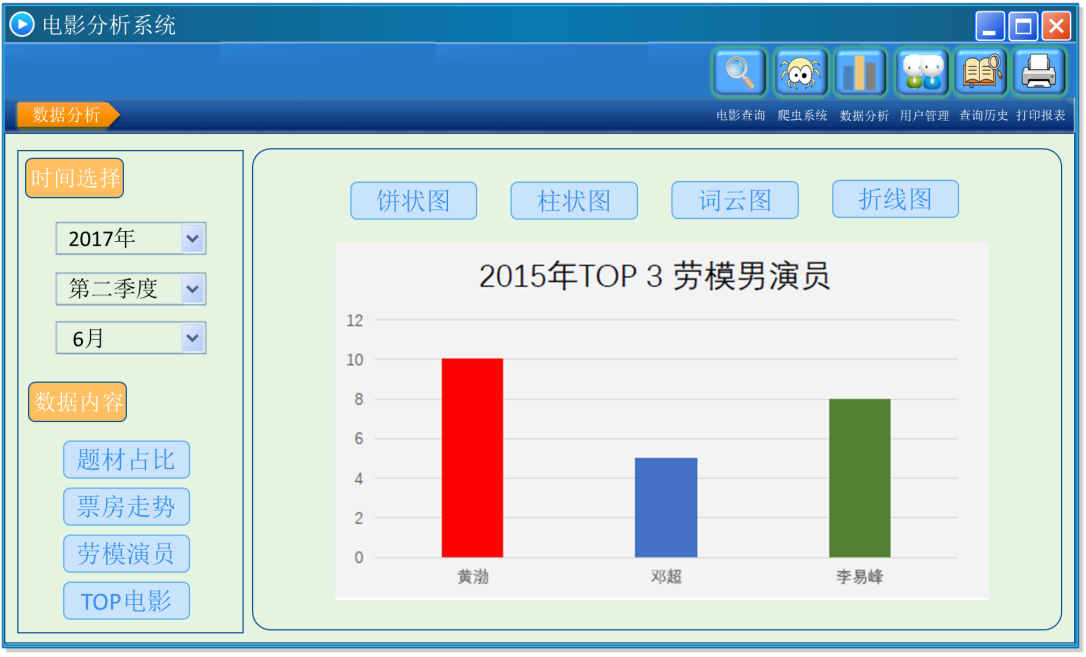 电影分析系统
电影查询 爬虫系统 数据分析 用户管理 查询历史 打印报表
数据分析
时间选择
2017年
第二季度
6月
数据内容
题材占比
票房走势
劳模演员
TOP电影
饼状图 柱状图 词云图 折线图
2015年TOP 3 劳模男演员
12
10
8
6
4
2
0
黄渤 邓超 李易峰